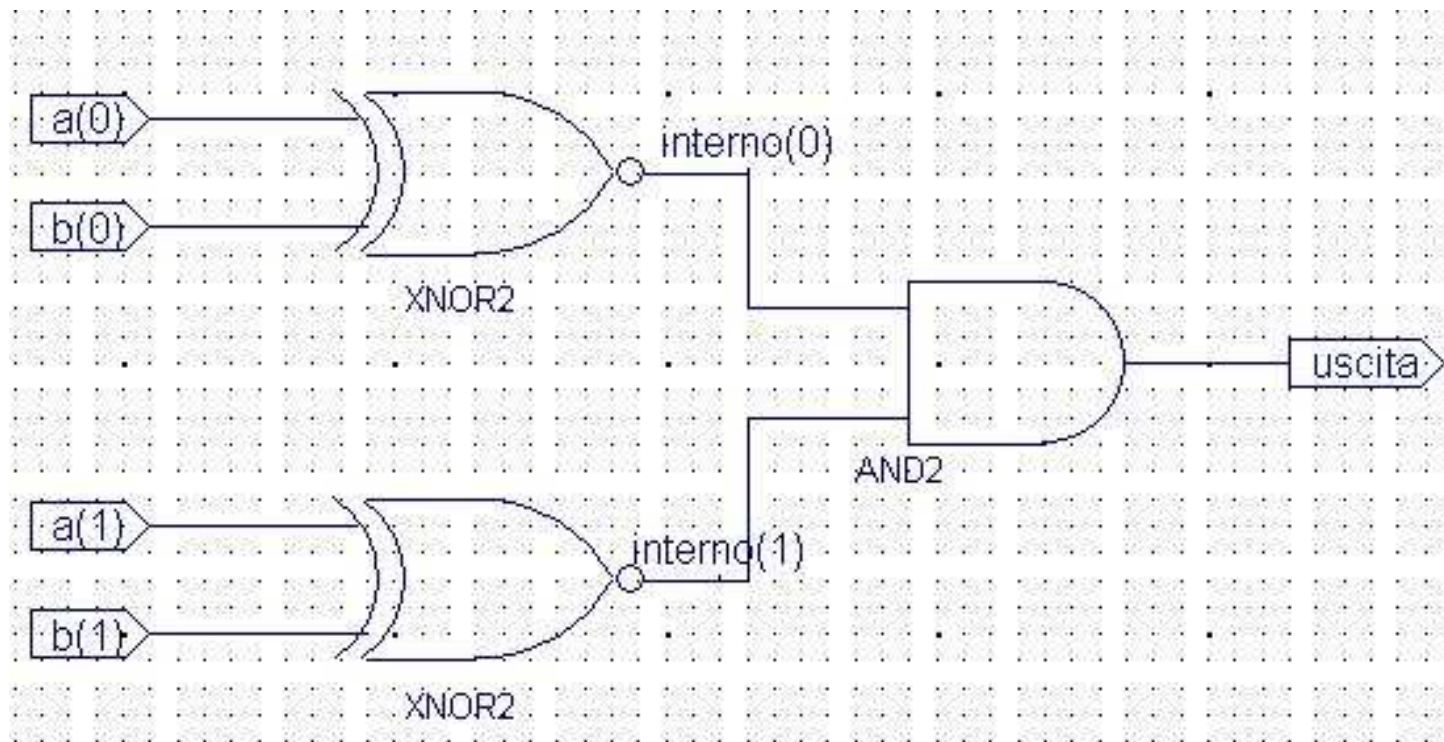 a(0)
interno(0)
b(0)
XNOR2
uscita
AND2
a(1)
interno(1)
b(1)
XNOR2